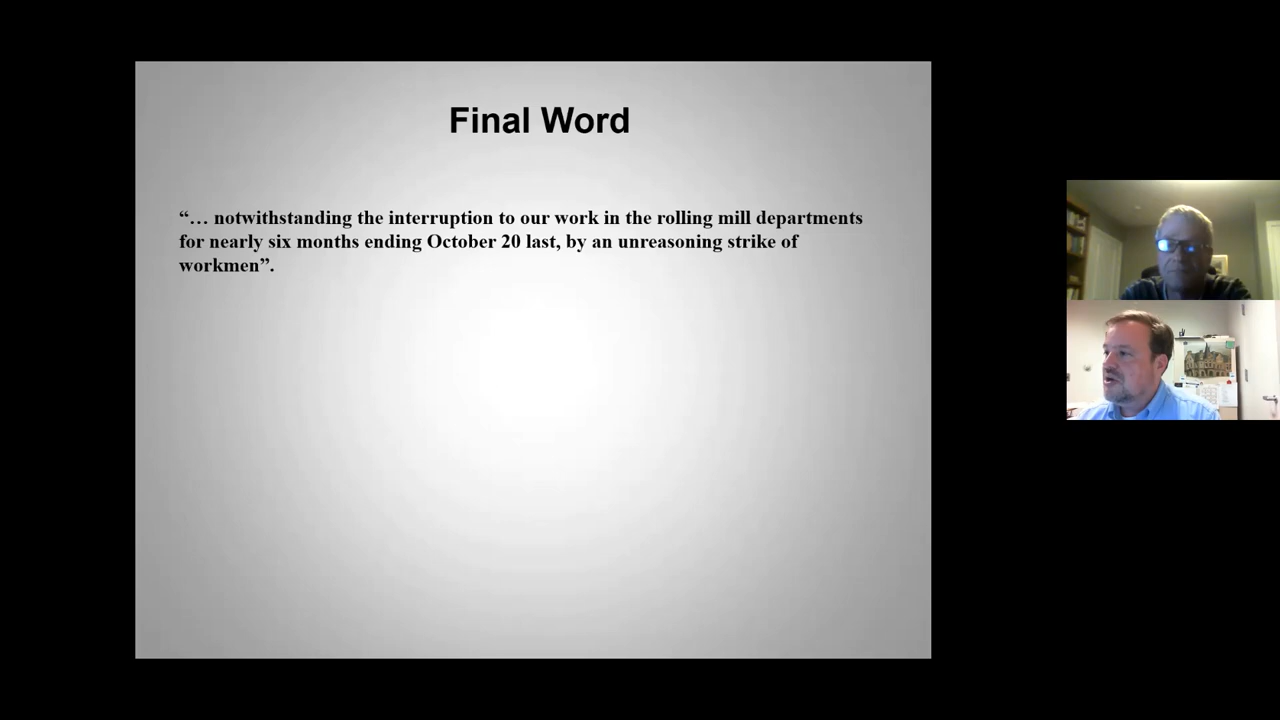 Final Word
“… notwithstanding the interruption to our work in the rolling mill departments
for nearly six months ending October 20 last, by an unreasoning strike of
workmen”.